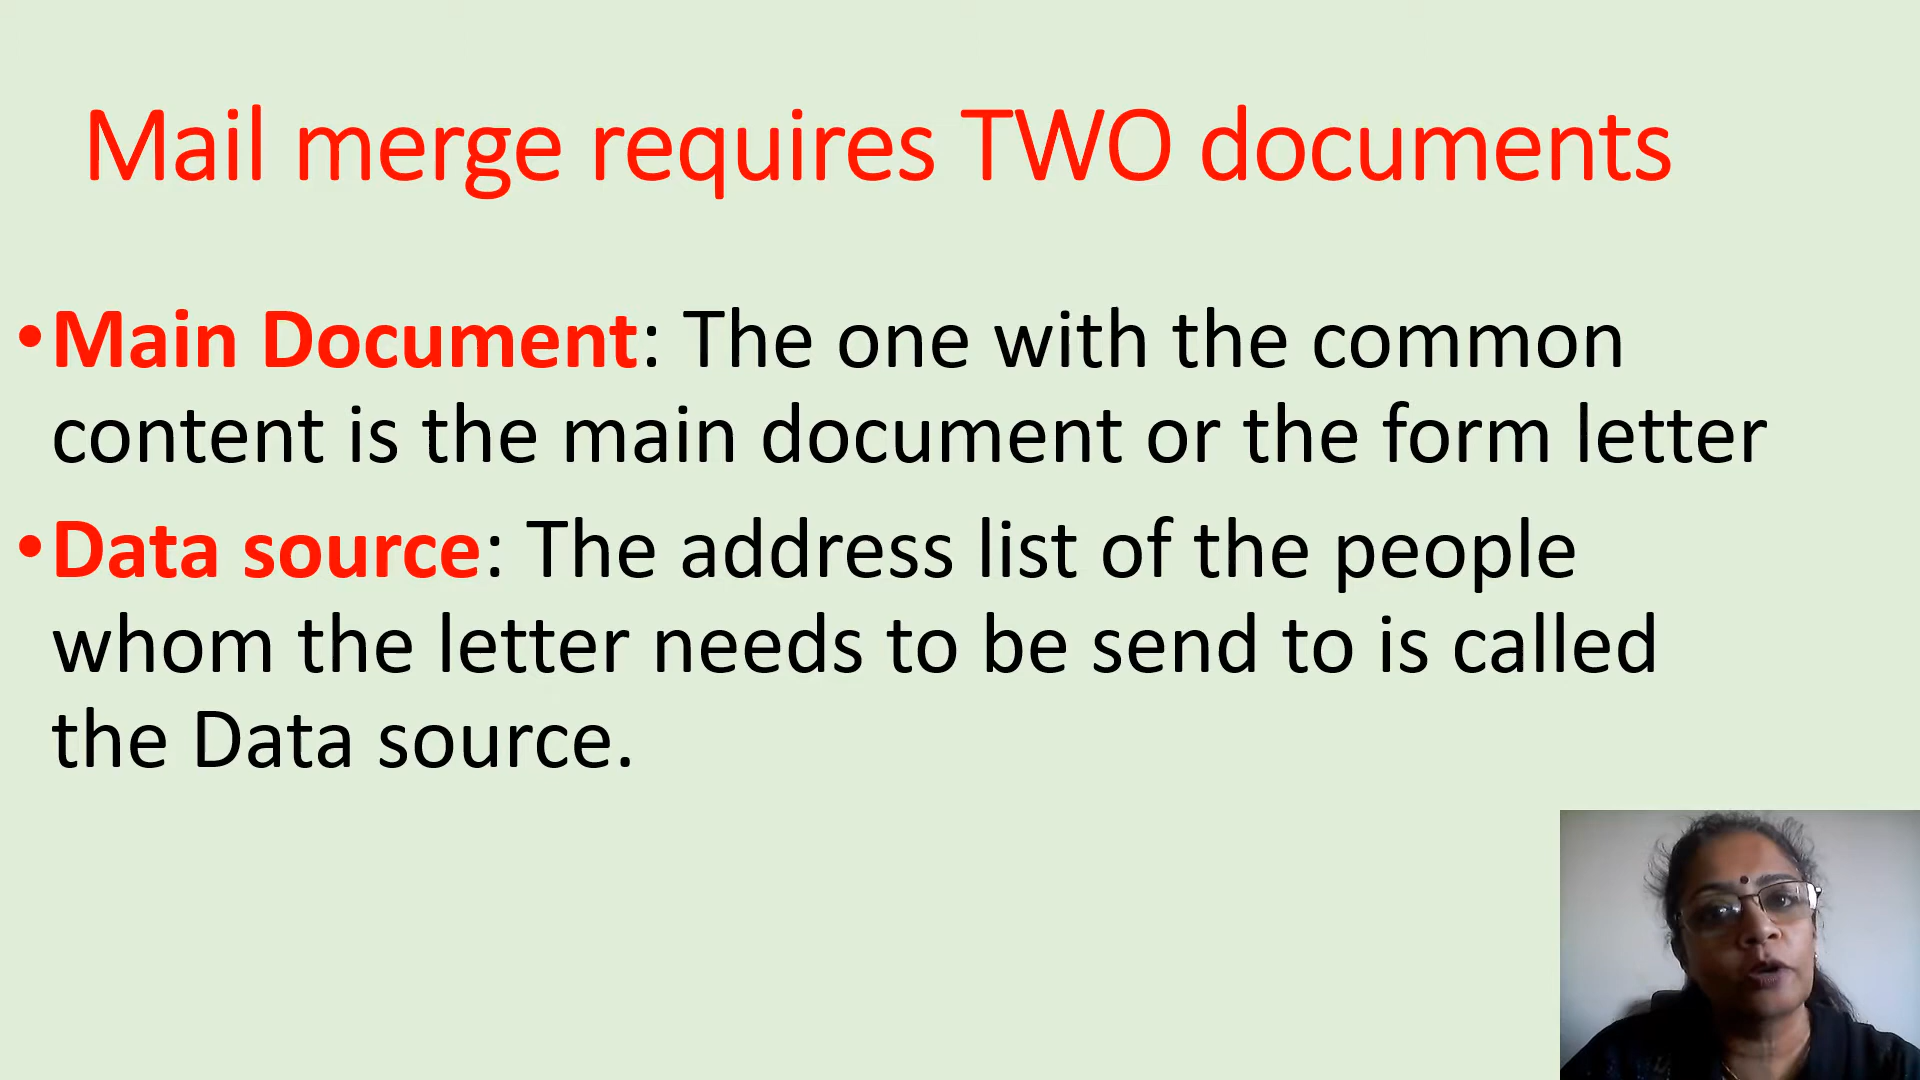 Mail merge requires TWO documents
•Main Document: The one with the common
content is the main document or the form letter
•Data source: The address list of the people
whom the letter needs to be send to is called
the Data source.